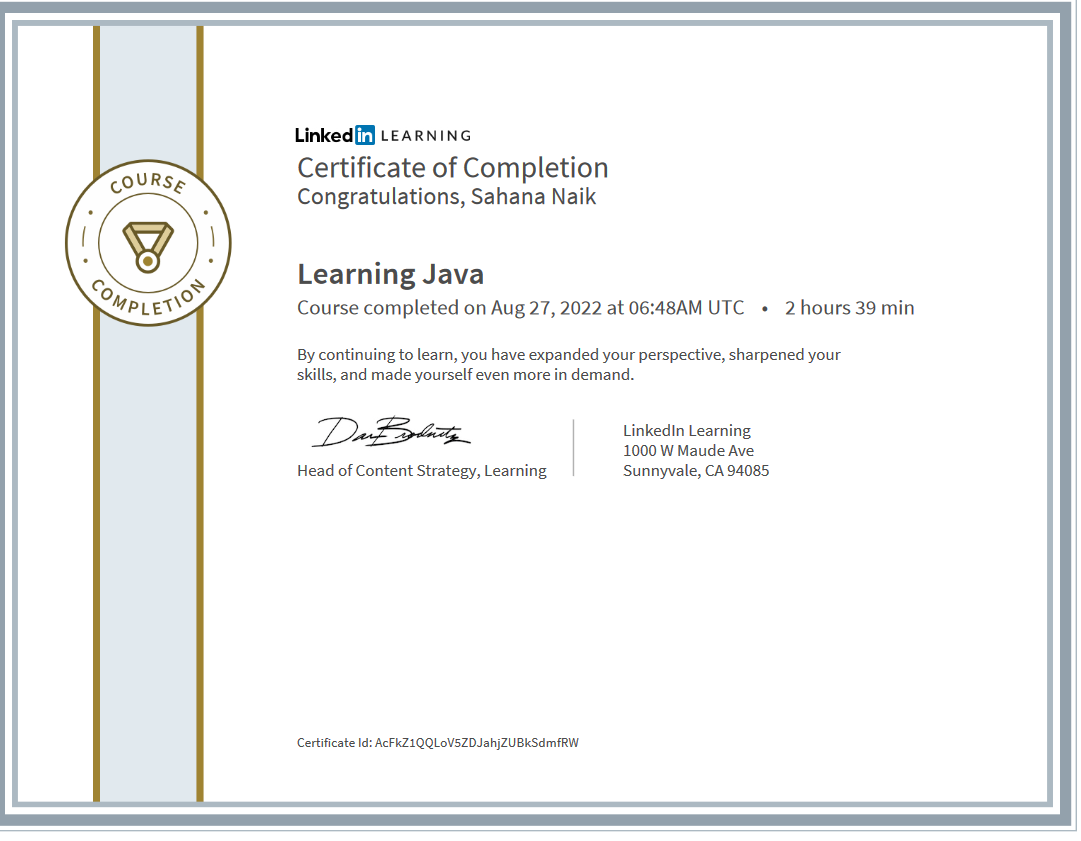 COURSE
COMPLETION
Linked in LEARNING
Certificate of Completion
Congratulations, Sahana Naik
Learning Java
Course completed on Aug 27, 2022 at 06:48AM UTC • 2 hours 39 min
By continuing to learn, you have expanded your perspective, sharpened your
skills, and made yourself even more in demand.
Head of Content Strategy, Learning
LinkedIn Learning
1000 W Maude Ave
Sunnyvale, CA 94085
Certificate Id: AcFkZ1QQLoV5ZDJahjZUBkSdmfRW